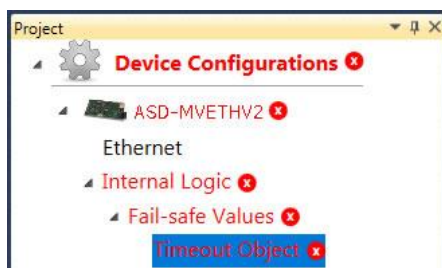 Project
Device Configurations
ASD-MVETHV2
Ethernet
Internal Logic
Fail-safe Values
Timeout Object